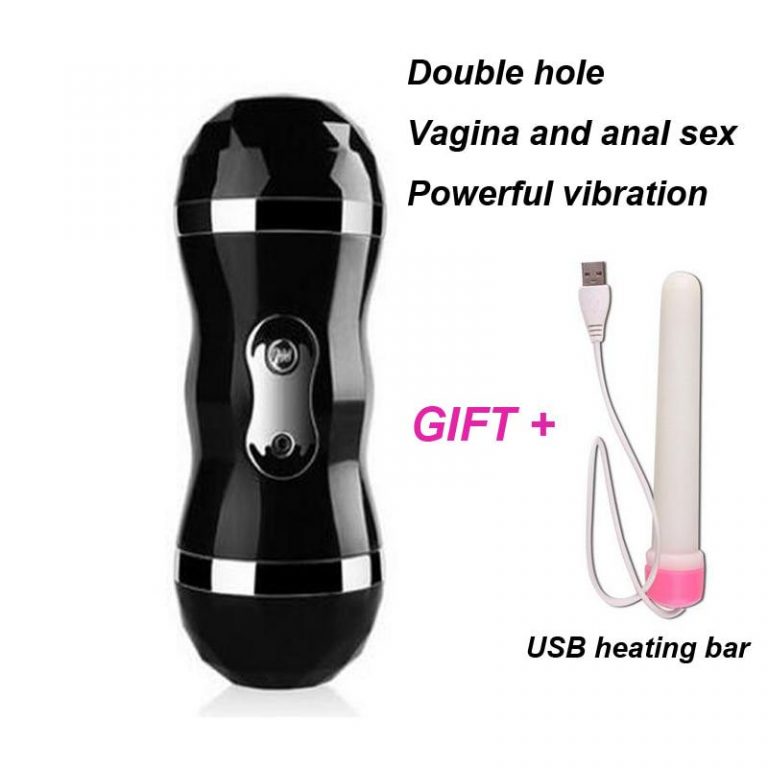 Double hole
Vagina and anal sex
Powerful vibration
GIFT +
USB heating bar